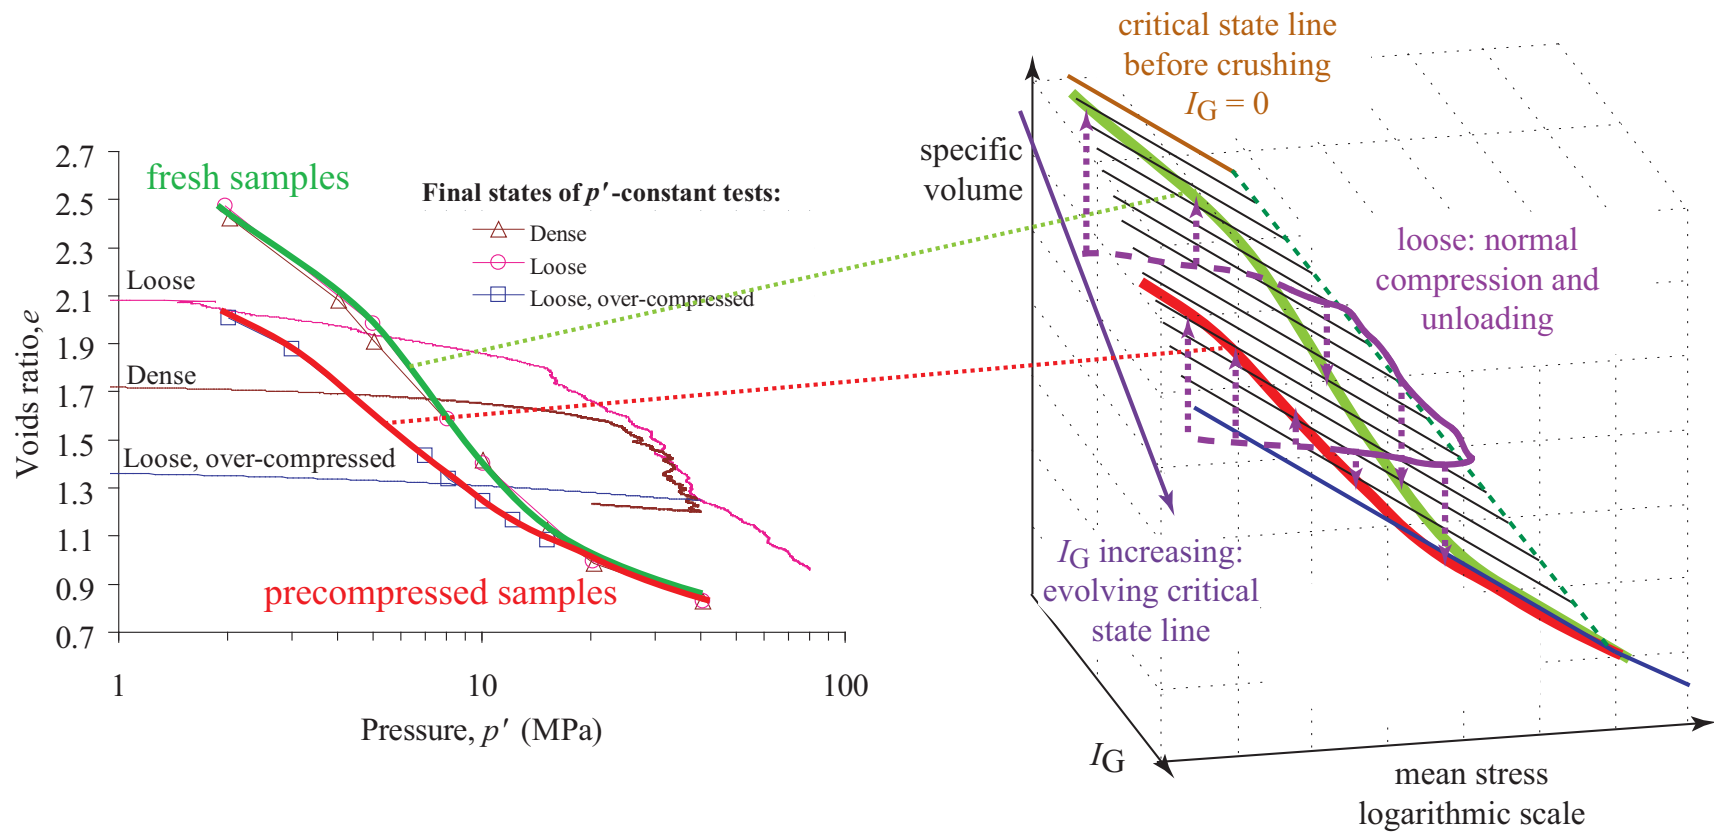 critical state line
before crushing
IG = 0
specific
volume
2.7
2.5
2.3
2.1
1.9
1.7
1.5
1.3
1.1
0.9
0.7
Voids ratio, e
fresh samples
Final states of p′-constant tests:
Dense
Loose
Loose, over-compressed
Loose
Dense
Loose, over-compressed
precompressed samples
1
10
100
Pressure, p′ (MPa)
loose: normal
compression and
unloading
IG increasing:
evolving critical
state line
IG
mean stress
logarithmic scale